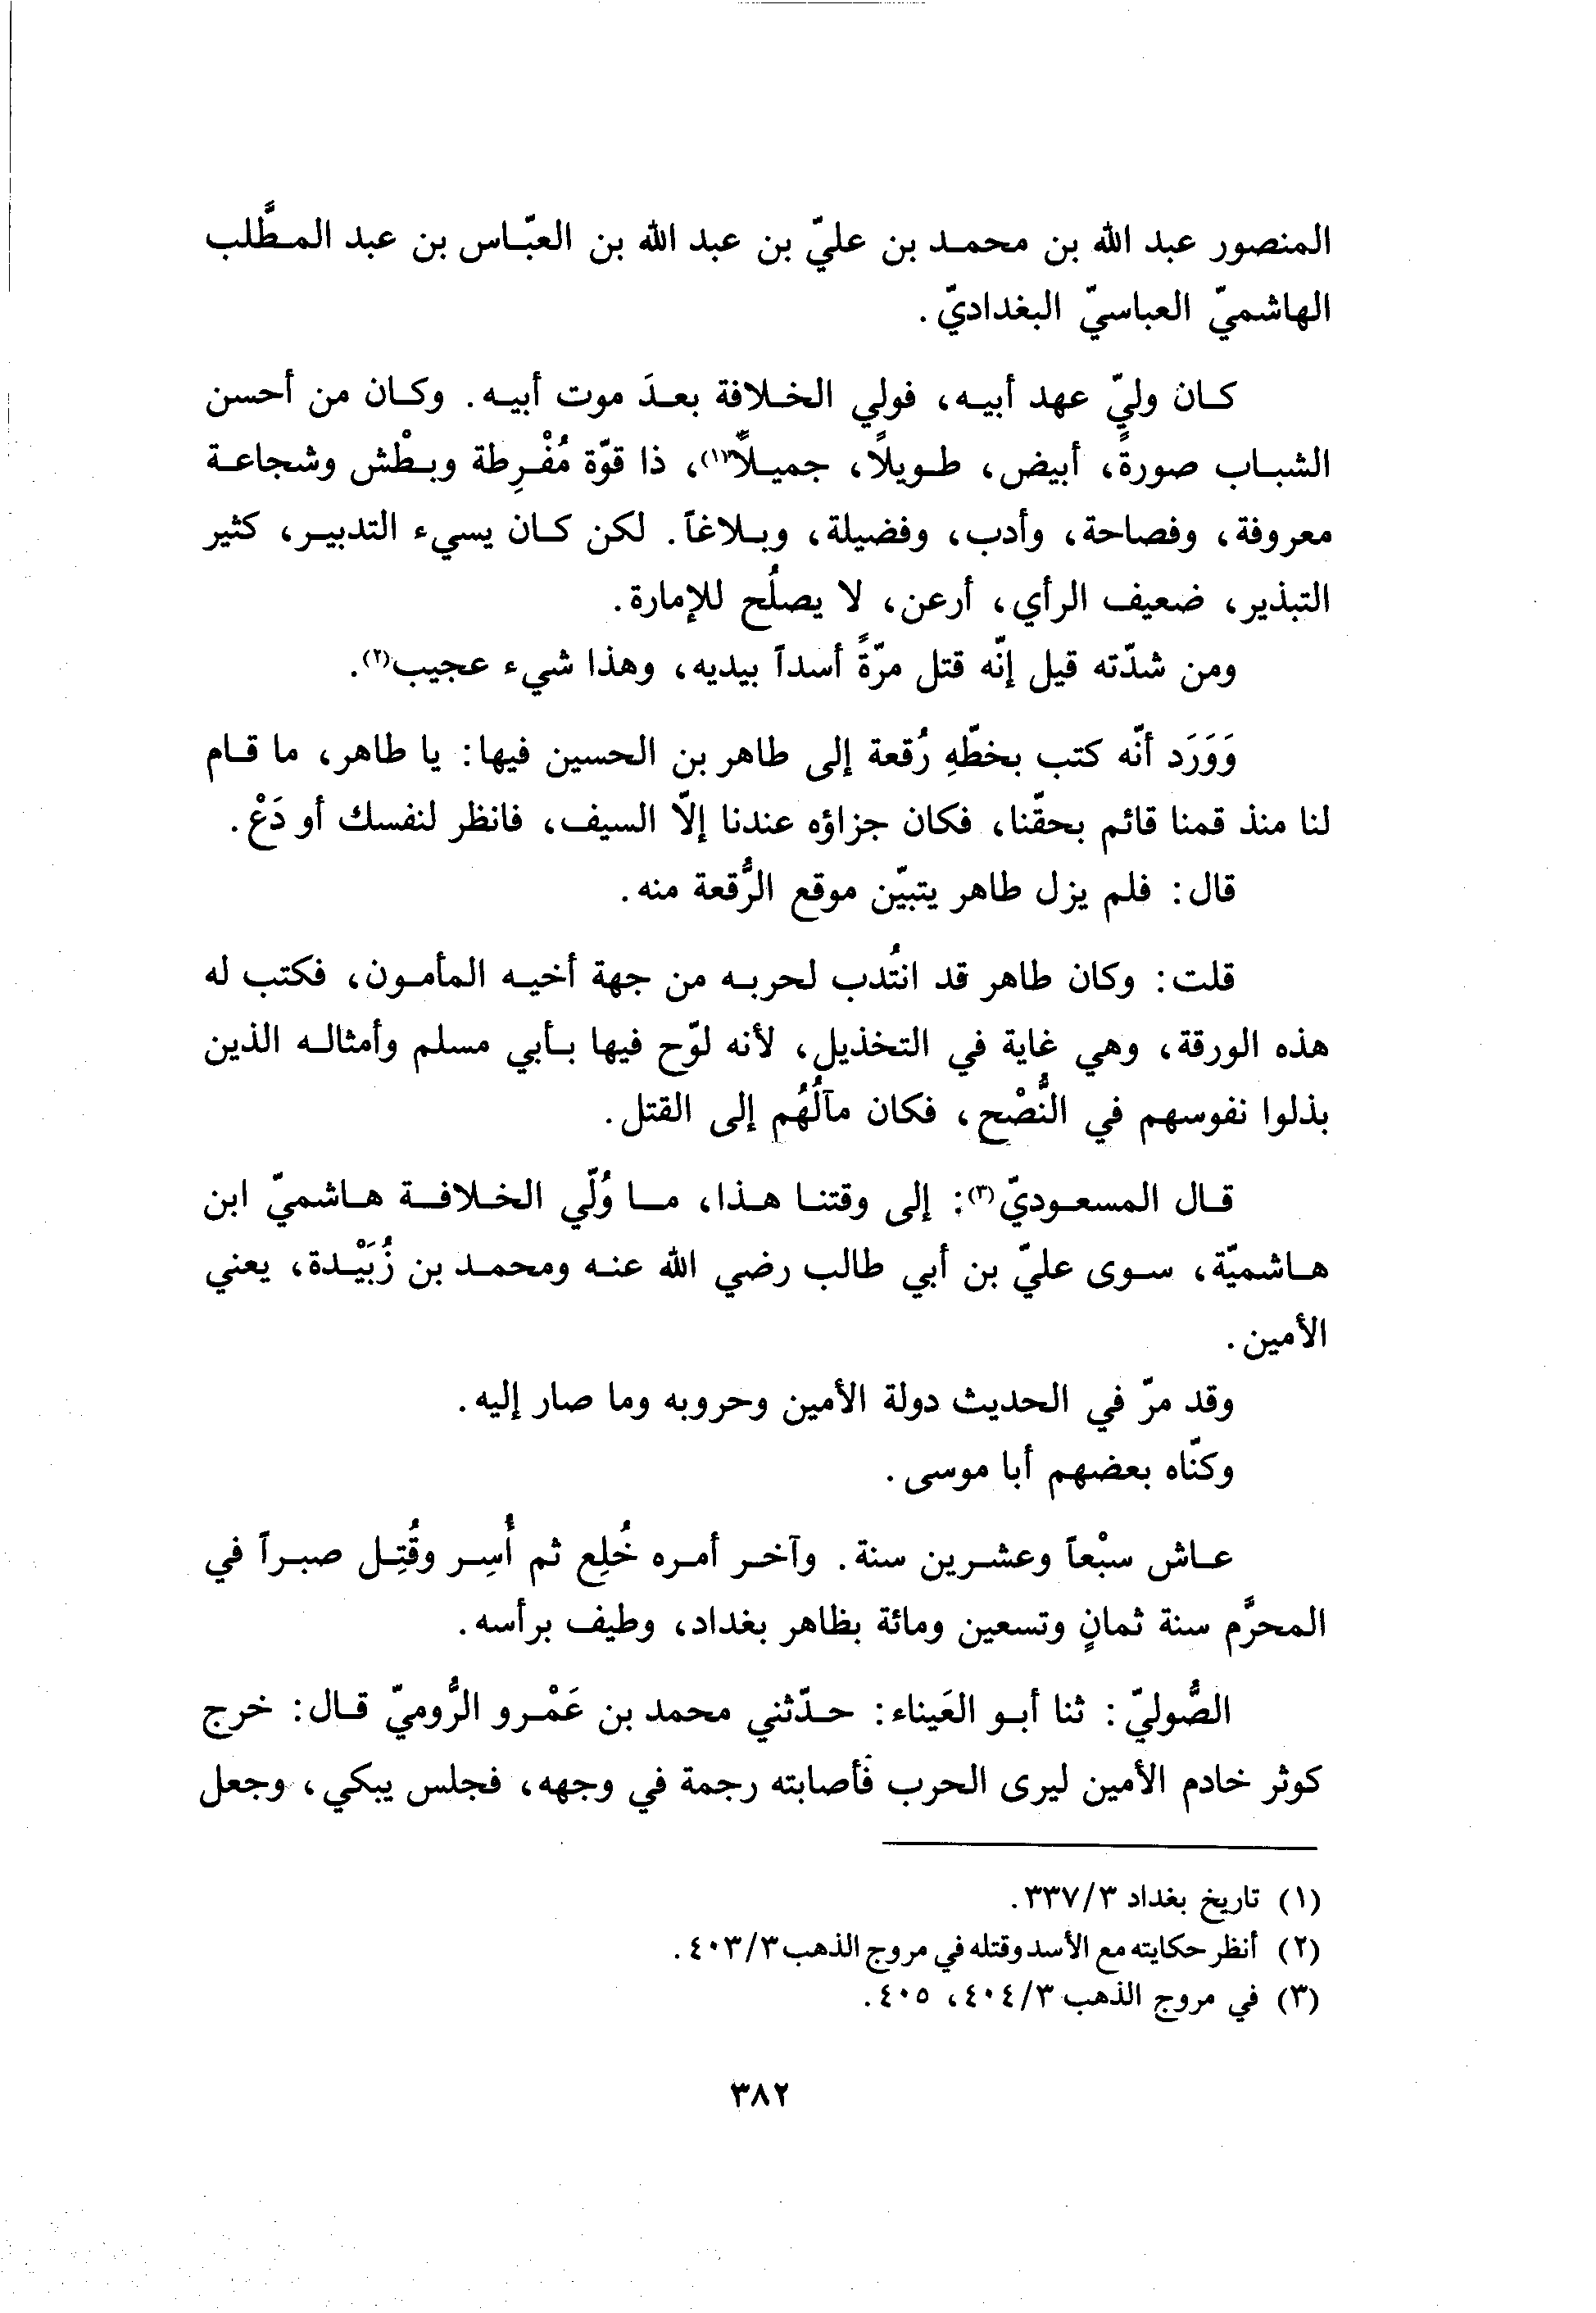 المنصور عبد الله بن محمد بن عليّ بن عبد الله بن العبّاس بن عبد المطَّلب
الهاشميّ العباسيّ البغداديّ.
كان وليّ عهد أبيه، فولي الخلافة بعدَ موت أبيه. وكان من أحسن
الشباب صورةً، أبيض، طويلاً، جميلاً(١)، ذا قوّة مُفْرِطة وبطْش وشجاعة
معروفة، وفصاحة، وأدب، وفضيلة، وبلاغاً. لكن كان يسيء التدبير، كثير
التبذير، ضعيف الرأي، أرعن، لا يصلُح للإمارة.
ومن شدّته قيل إنّه قتل مرّةً أسداً بيديه، وهذا شيء عجيب(٢).
وَوَرَد أنّه كتب بخطّهِ رُقعة إلى طاهر بن الحسين فيها: يا طاهر، ما قام
لنا منذ قمنا قائم بحقّنا، فكان جزاؤه عندنا إلّا السيف، فانظر لنفسك أو دَعْ.
قال: فلم يزل طاهر يتبيّن موقع الرُّقعة منه.
قلت: وكان طاهر قد انتُدب لحربه من جهة أخيه المأمون، فكتب له
هذه الورقة، وهي غاية في التخذيل، لأنه لوّح فيها بأبي مسلم وأمثاله الذين
بذلوا نفوسهم في النُّصْح، فكان مآلُهُم إلى القتل.
قال المسعوديّ(٣): إلى وقتنا هذا، ما وُلّي الخلافة هاشميّ ابن
هاشميّة، سوى عليّ بن أبي طالب رضي الله عنه ومحمد بن زُبَيْدة، يعني
الأمين.
وقد مرّ في الحديث دولة الأمين وحروبه وما صار إليه.
وكنّاه بعضهم أبا موسى.
عاش سبْعاً وعشرين سنة. وآخر أمره خُلِع ثم أُسِر وقُتِل صبراً في
المحرَّم سنة ثمانٍ وتسعين ومائة بظاهر بغداد، وطيف برأسه.
الصُّوليّ: ثنا أبو العَيناء: حدّثني محمد بن عَمْرو الرُّوميّ قال: خرج
كوثر خادم الأمين ليرى الحرب فأصابته رجمة في وجهه، فجلس يبكي، وجعل
(١) تاريخ بغداد ٣٣٧/٣.
(٢) أنظر حكايته مع الأسد وقتله في مروج الذهب ٤٠٣/٣.
(٣) في مروج الذهب ٤٠٤/٣، ٤٠٥.
٣٨٢